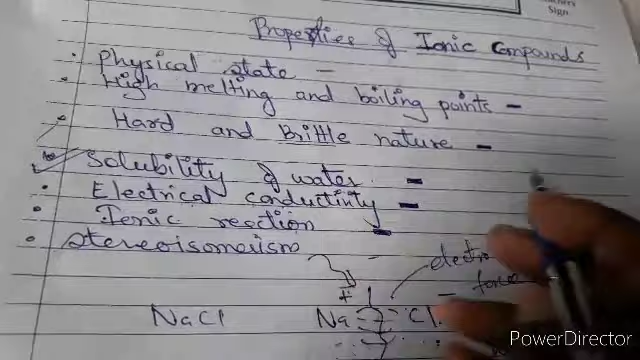 Sign
Properties of Ionic Compounds
• Physical state –
• High melting and boiling points –
Hard and Brittle nature –
Solubility of water –
• Electrical conductivity –
• Ionic reaction –
• Stereoisomerism
electro
force
+
NaCl Na Cl
PowerDirector